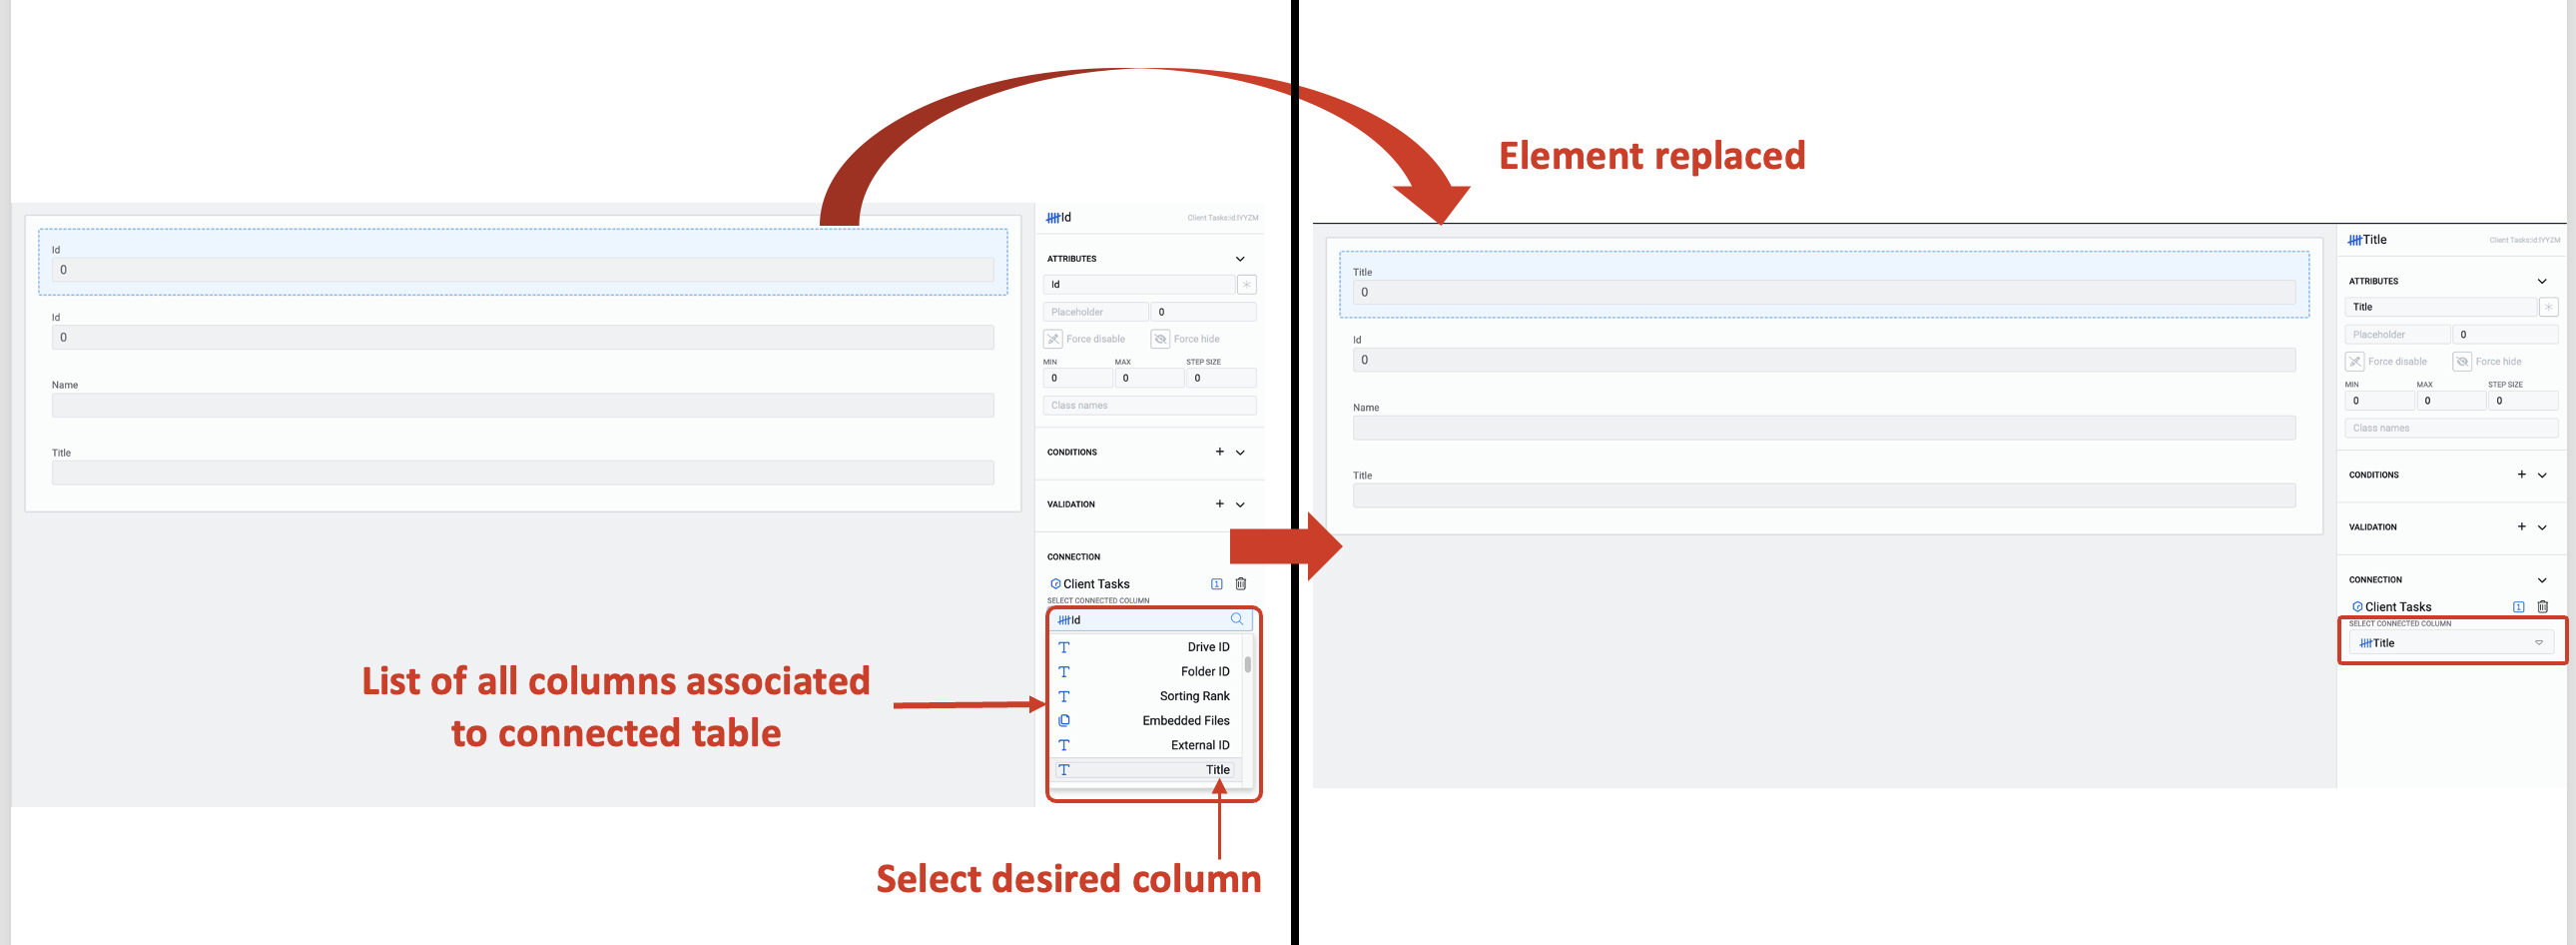 Element replaced
Id
0
Id
0
Name
Title
Id
Client Tasks:id:IYYZM
ATTRIBUTES
Id
*
Placeholder
0
Force disable
Force hide
MIN
MAX
STEP SIZE
0
0
0
Class names
CONDITIONS
+
VALIDATION
+
CONNECTION
Client Tasks
1
SELECT CONNECTED COLUMN
Id
Drive ID
Folder ID
Sorting Rank
Embedded Files
External ID
Title
List of all columns associated
to connected table
Select desired column
Title
0
Id
0
Name
Title
Title
Client Tasks:id:IYYZM
ATTRIBUTES
Title
*
Placeholder
0
Force disable
Force hide
MIN
MAX
STEP SIZE
0
0
0
Class names
CONDITIONS
+
VALIDATION
+
CONNECTION
Client Tasks
1
SELECT CONNECTED COLUMN
Title